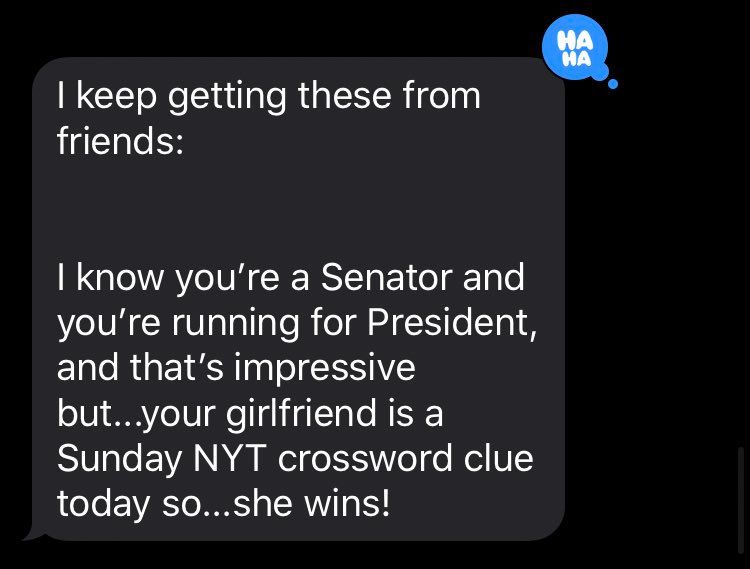 HA
HA
I keep getting these from
friends:
I know you’re a Senator and
you’re running for President,
and that’s impressive
but...your girlfriend is a
Sunday NYT crossword clue
today so...she wins!